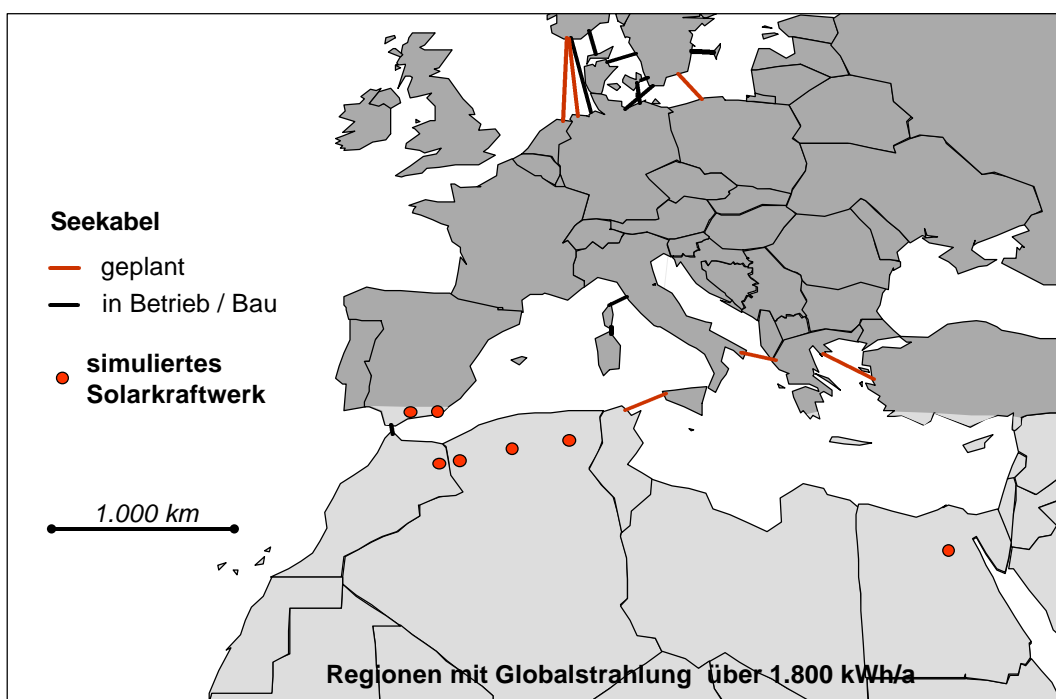 Seekabel
geplant
in Betrieb / Bau
simuliertes
Solarkraftwerk
1.000 km
Regionen mit Globalstrahlung über 1.800 kWh/a